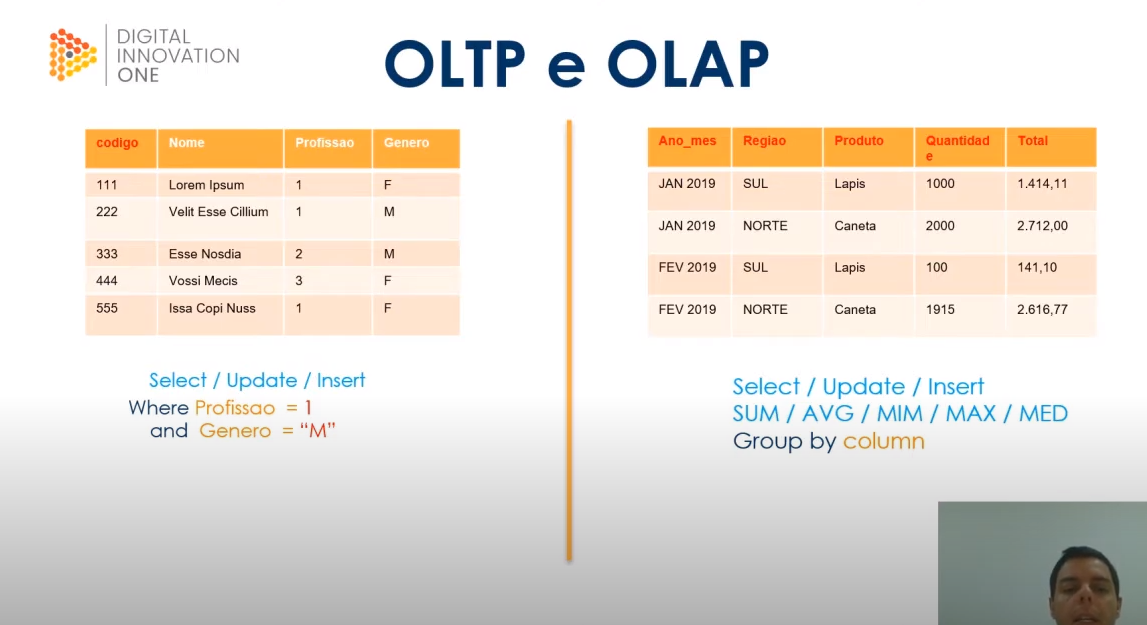 DIGITAL
INNOVATION
ONE
OLTP e OLAP
codigo Nome Profissao Genero
111 Lorem Ipsum 1 F
222 Velit Esse Cillium 1 M
333 Esse Nosdia 2 M
444 Vossi Mecis 3 F
555 Issa Copi Nuss 1 F
Select / Update / Insert
Where Profissao = 1
and Genero = “M”
Ano_mes Regiao Produto Quantidad Total
e
JAN 2019 SUL Lapis 1000 1.414,11
JAN 2019 NORTE Caneta 2000 2.712,00
FEV 2019 SUL Lapis 100 141,10
FEV 2019 NORTE Caneta 1915 2.616,77
Select / Update / Insert
SUM / AVG / MIM / MAX / MED
Group by column